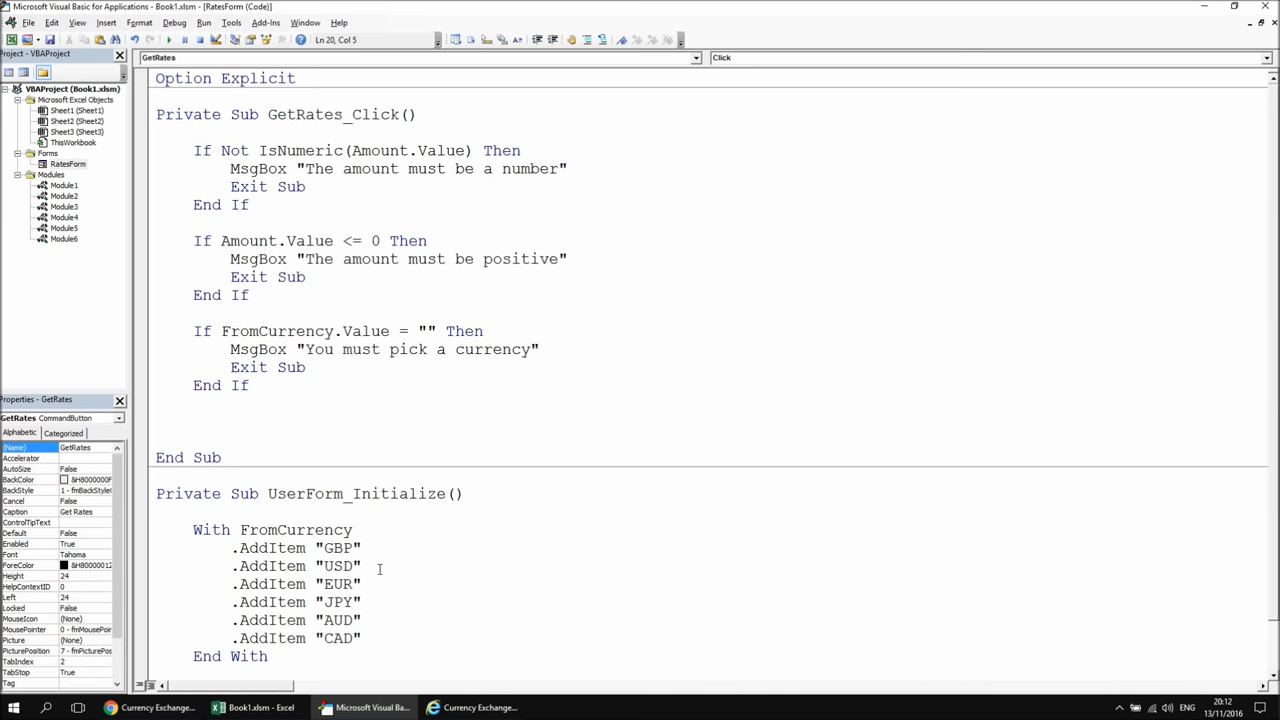 Microsoft Visual Basic for Applications - Book1.xlsm - [RatesForm (Code)]
File Edit View Insert Format Debug Run Tools Add-Ins Window Help
Ln 20, Col 5
Project - VBAProject
VBAProject (Book1.xlsm)
Microsoft Excel Objects
Sheet1 (Sheet1)
Sheet2 (Sheet2)
Sheet3 (Sheet3)
ThisWorkbook
Forms
RatesForm
Modules
Module1
Module2
Module3
Module4
Module5
Module6
Properties - GetRates
GetRates CommandButton
Alphabetic Categorized
(Name) GetRates
Accelerator
AutoSize False
BackColor &H8000000F
BackStyle 1 - fmBackStyle
Cancel False
Caption Get Rates
ControlTipText
Default False
Enabled True
Font Tahoma
ForeColor &H80000012
Height 24
HelpContextID 0
Left 24
Locked False
MouseIcon (None)
MousePointer 0 - fmMousePoin
Picture (None)
PicturePosition 7 - fmPicturePos
TabIndex 2
TabStop True
Tag
GetRates Click
Option Explicit
Private Sub GetRates_Click()
If Not IsNumeric(Amount.Value) Then
MsgBox "The amount must be a number"
Exit Sub
End If
If Amount.Value <= 0 Then
MsgBox "The amount must be positive"
Exit Sub
End If
If FromCurrency.Value = "" Then
MsgBox "You must pick a currency"
Exit Sub
End If
End Sub
Private Sub UserForm_Initialize()
With FromCurrency
.AddItem "GBP"
.AddItem "USD"
.AddItem "EUR"
.AddItem "JPY"
.AddItem "AUD"
.AddItem "CAD"
End With
Currency Exchange... Book1.xlsm - Excel Microsoft Visual Ba... Currency Exchange...
ENG
20:12
13/11/2016